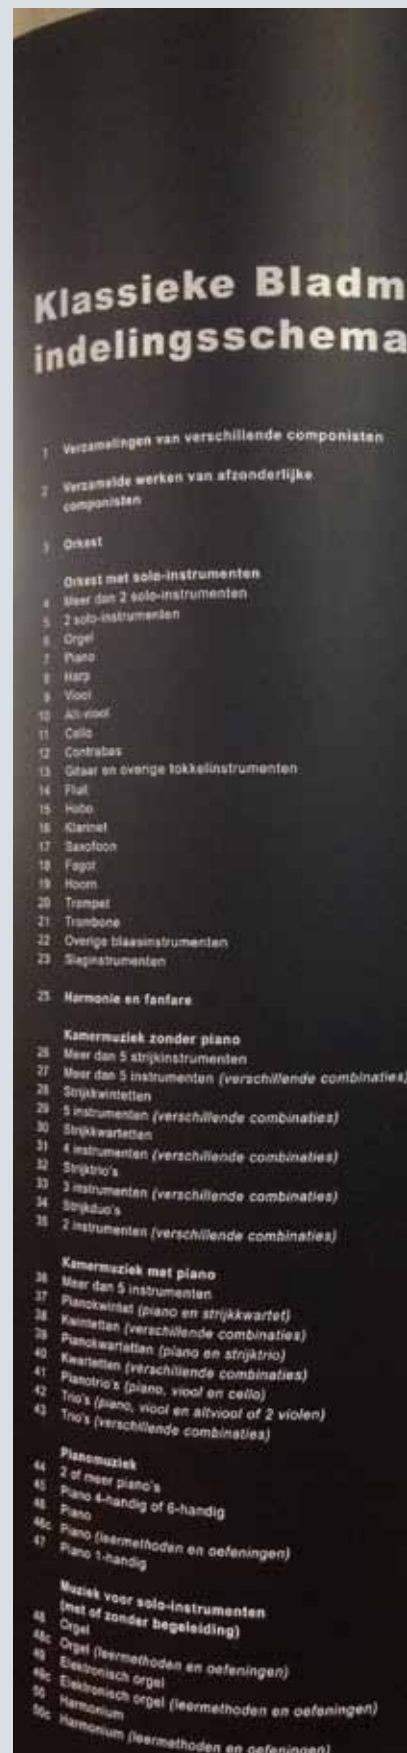 Klassieke Bladm
indelingsschema
1 Verzamelingen van verschillende componisten
2 Verzamelde werken van afzonderlijke
componisten
3 Orkest
Orkest met solo-instrumenten
4 Meer dan 2 solo-instrumenten
5 2 solo-instrumenten
6 Orgel
7 Piano
8 Harp
9 Viool
10 Alt-viool
11 Cello
12 Contrabas
13 Gitaar en overige tokkelinstrumenten
14 Fluit
15 Hobo
16 Klarinet
17 Saxofoon
18 Fagot
19 Hoorn
20 Trompet
21 Trombone
22 Overige blaasinstrumenten
23 Slaginstrumenten
25 Harmonie en fanfare
Kamermuziek zonder piano
26 Meer dan 5 strijkinstrumenten
27 Meer dan 5 instrumenten (verschillende combinaties)
28 Strijkkwintetten
29 5 instrumenten (verschillende combinaties)
30 Strijkkwartetten
31 4 instrumenten (verschillende combinaties)
32 Strijktrio's
33 3 instrumenten (verschillende combinaties)
34 Strijkduo's
35 2 instrumenten (verschillende combinaties)
Kamermuziek met piano
36 Meer dan 5 instrumenten
37 Pianokwintet (piano en strijkkwartet)
38 Kwintetten (verschillende combinaties)
39 Pianokwartetten (piano en strijktrio)
40 Kwartetten (verschillende combinaties)
41 Pianotrio's (piano, viool en cello)
42 Trio's (piano, viool en altviool of 2 violen)
43 Trio's (verschillende combinaties)
Pianomuziek
44 2 of meer piano's
45 Piano 4-handig of 6-handig
46 Piano
46c Piano (leermethoden en oefeningen)
47 Piano 1-handig
Muziek voor solo-instrumenten
(met of zonder begeleiding)
48 Orgel
48c Orgel (leermethoden en oefeningen)
49 Elektronisch orgel
49c Elektronisch orgel (leermethoden en oefeningen)
50 Harmonium
50c Harmonium (leermethoden en oefeningen)